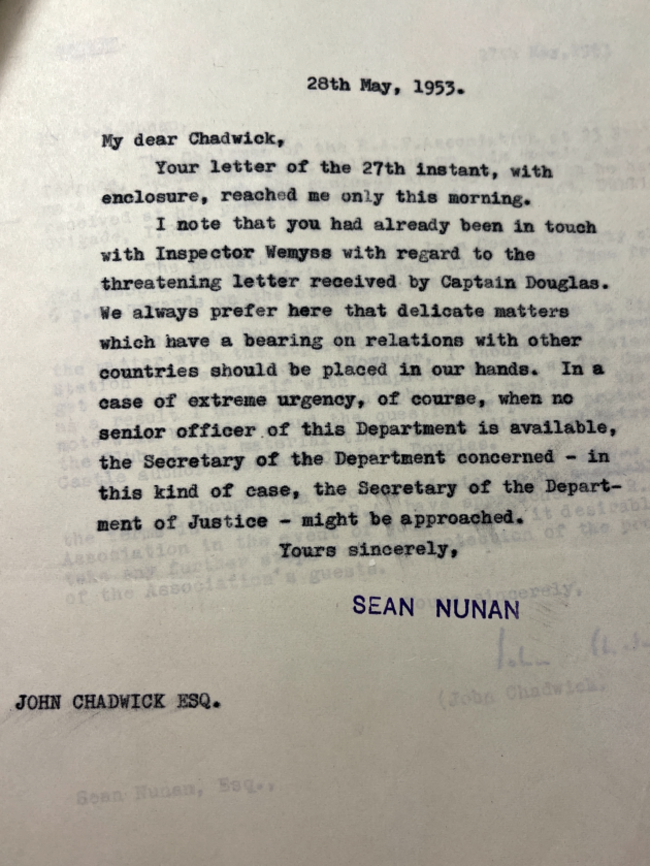 28th May, 1953.
My dear Chadwick,
Your letter of the 27th instant, with
enclosure, reached me only this morning.
I note that you had already been in touch
with Inspector Wemyss with regard to the
threatening letter received by Captain Douglas.
We always prefer here that delicate matters
which have a bearing on relations with other
countries should be placed in our hands. In a
case of extreme urgency, of course, when no
senior officer of this Department is available,
the Secretary of the Department concerned - in
this kind of case, the Secretary of the Depart-
ment of Justice - might be approached.
Yours sincerely,
SEAN NUNAN
(John Chadwick.
JOHN CHADWICK ESQ.
Sean Nunan, Esq.,